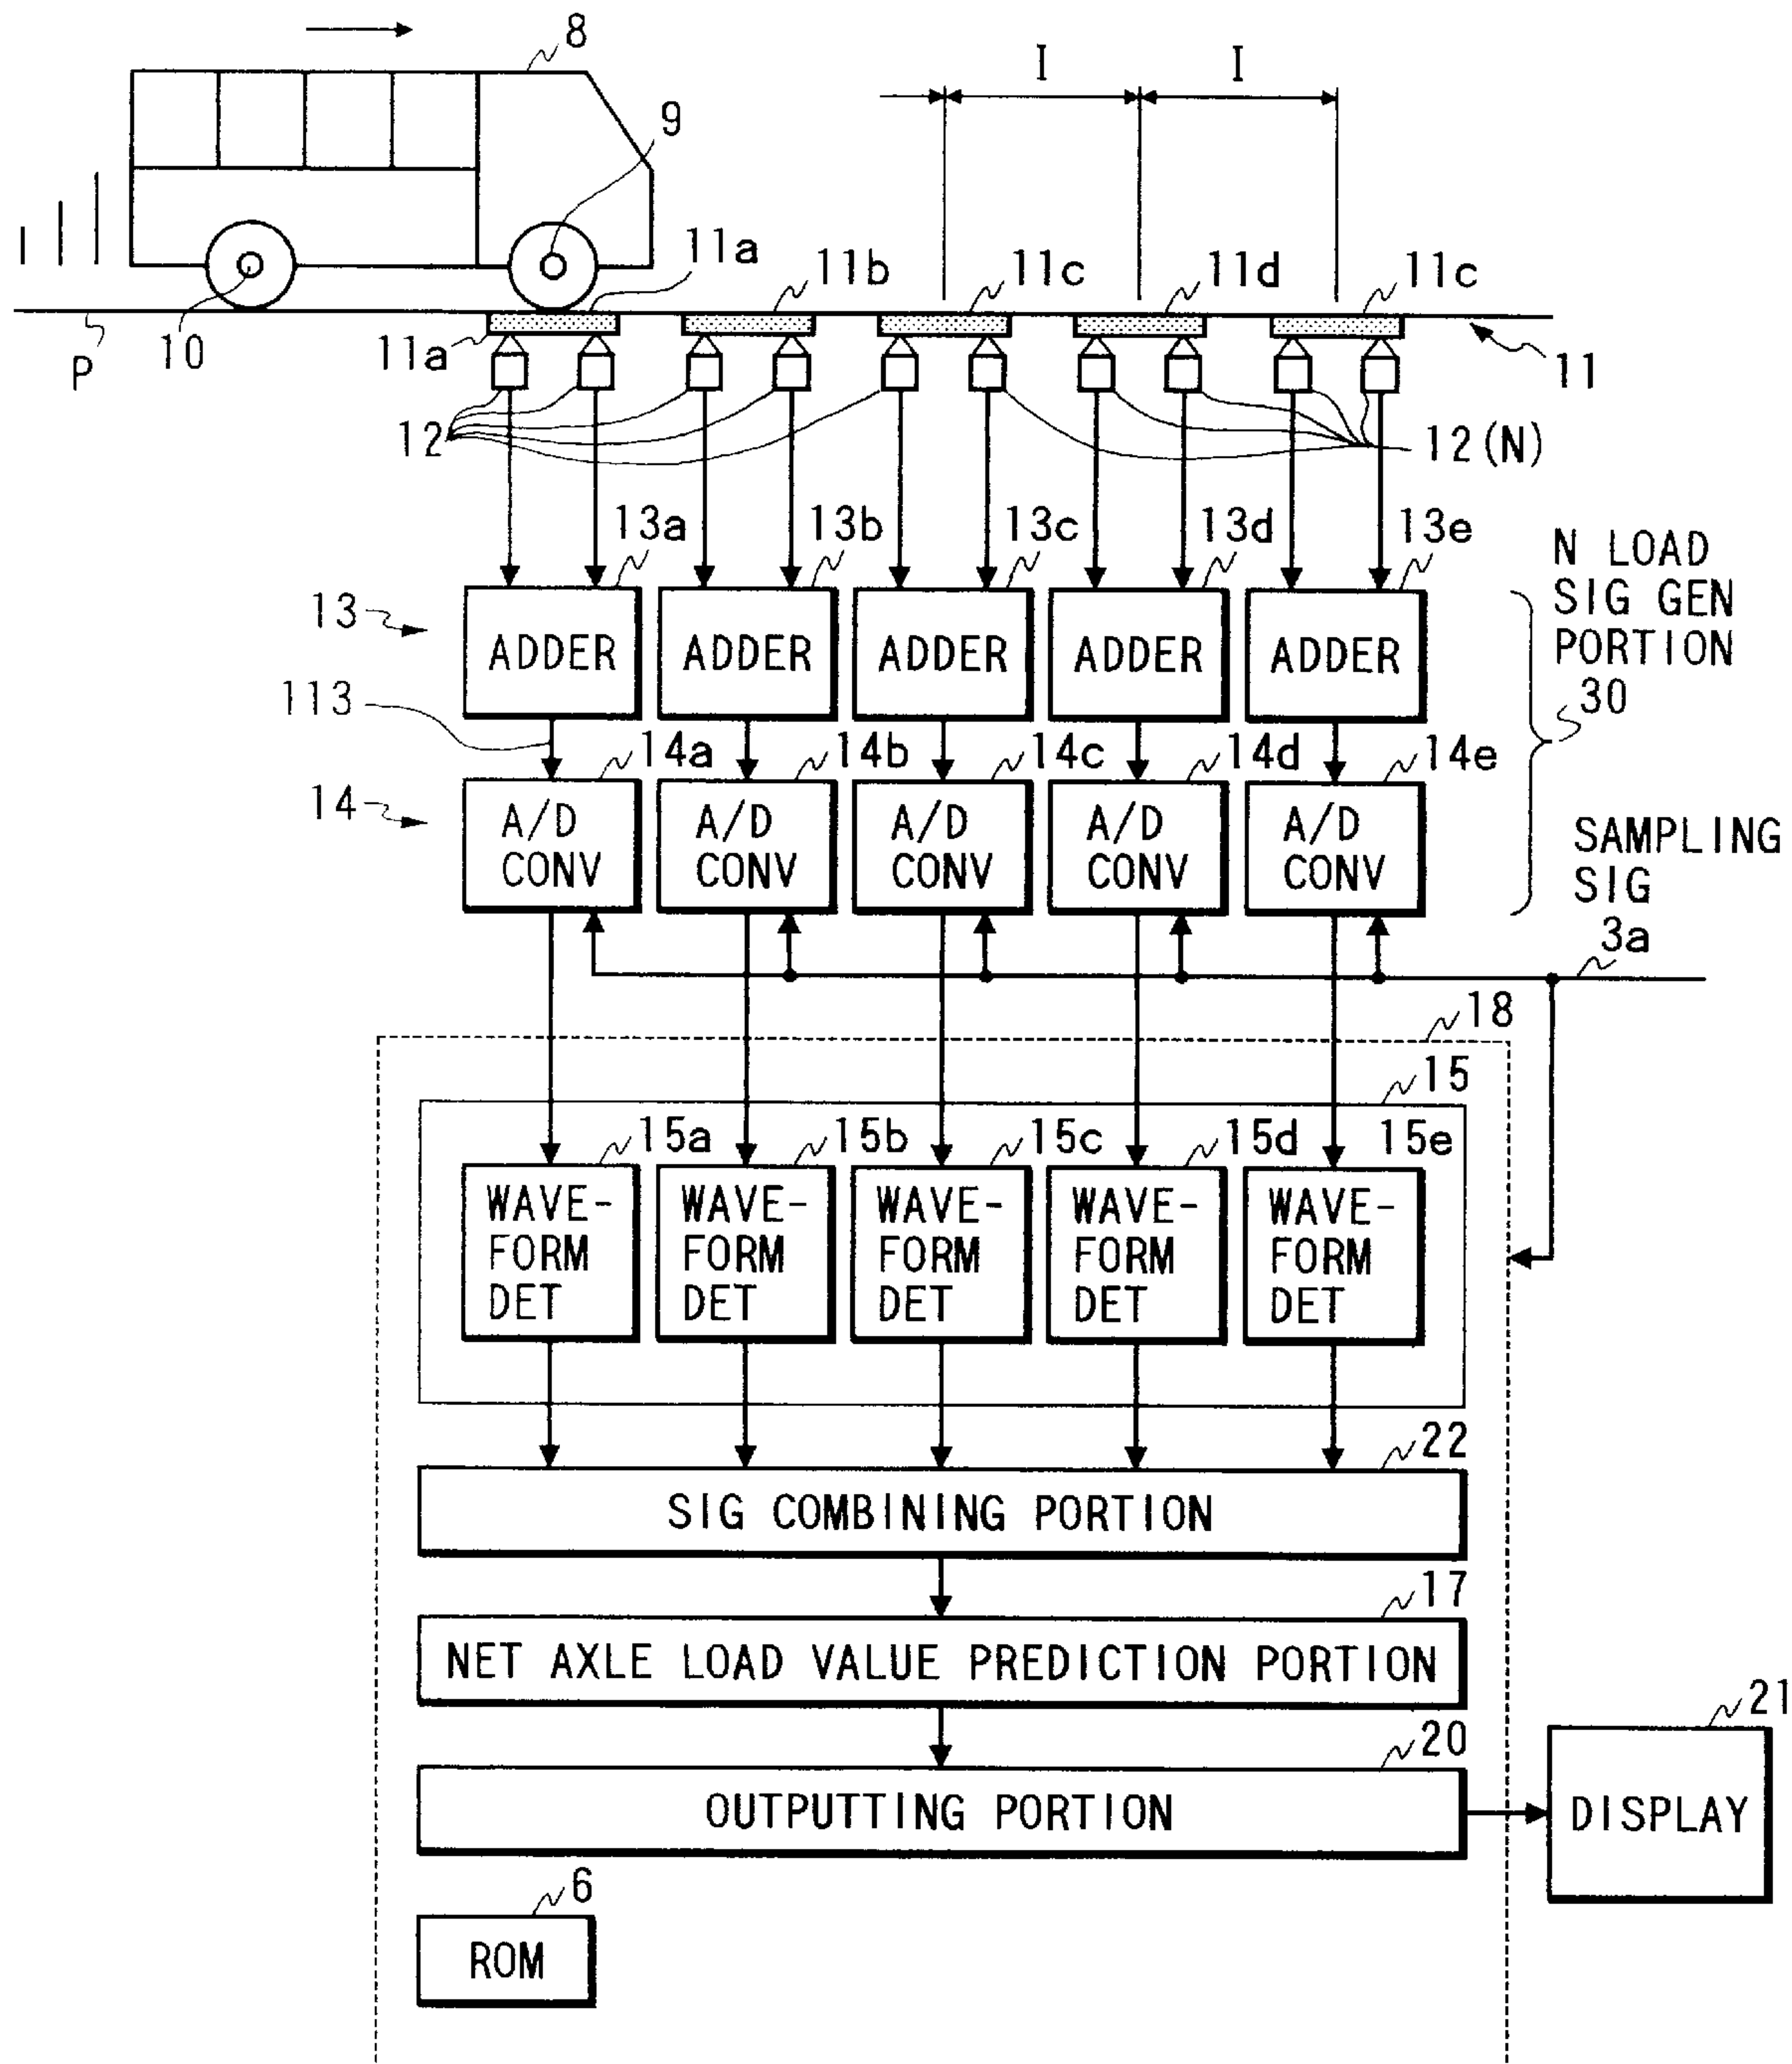 8
I I
9
11a 11b 11c 11d 11c
P 10 11a 11
12 12(N)
13a 13b 13c 13d 13e
N LOAD
SIG GEN
PORTION
30
13
ADDER ADDER ADDER ADDER ADDER
113
14a 14b 14c 14d 14e
14
A/D A/D A/D A/D A/D
CONV CONV CONV CONV CONV
SAMPLING
SIG
3a
18
15
15a 15b 15c 15d 15e
WAVE- WAVE- WAVE- WAVE- WAVE-
FORM FORM FORM FORM FORM
DET DET DET DET DET
22
SIG COMBINING PORTION
17
NET AXLE LOAD VALUE PREDICTION PORTION
20
OUTPUTTING PORTION
21
DISPLAY
6
ROM